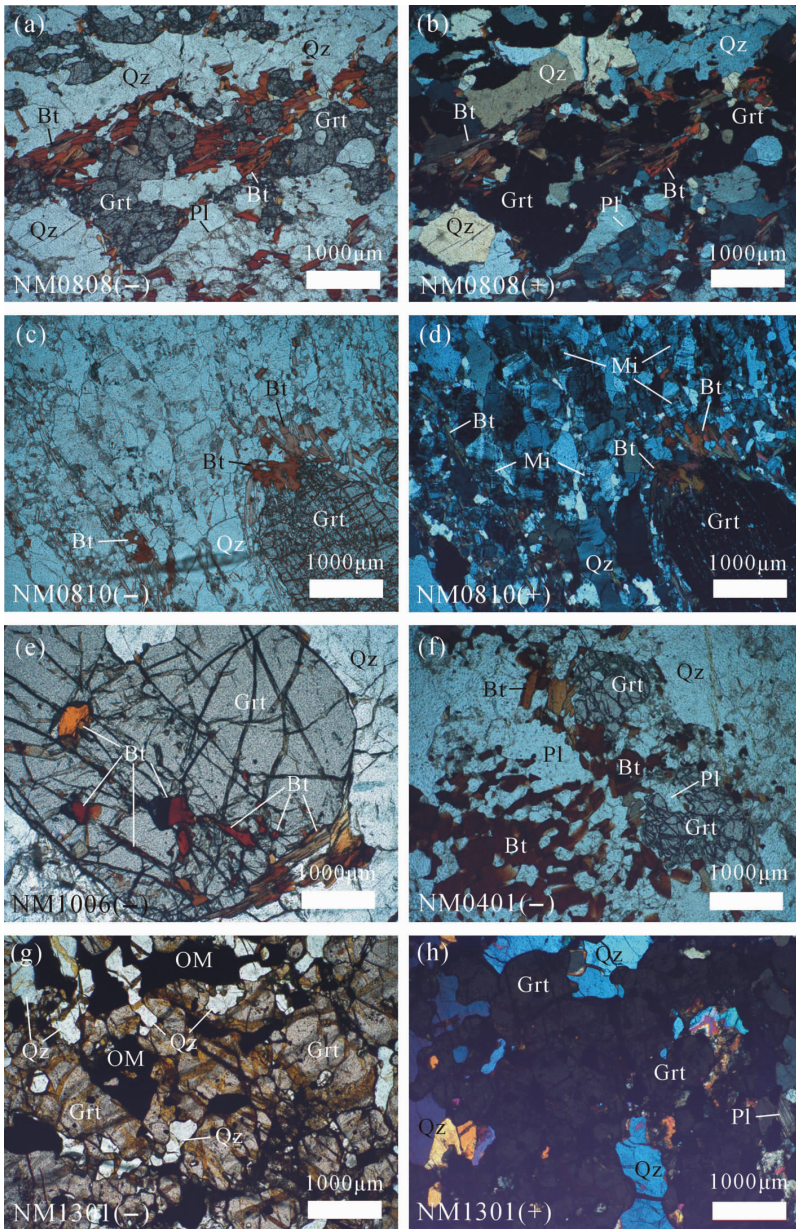 (a)
Qz
Qz
Bt
Grt
Grt
Bt
Pl
Qz
1000μm
NM0808(−)
(b)
Qz
Qz
Bt
Grt
Grt
Bt
Pl
Qz
1000μm
NM0808(+)
(c)
Bt
Bt
Grt
Bt
Qz
1000μm
NM0810(−)
(d)
Mi
Bt
Bt
Bt
Mi
Grt
Qz
1000μm
NM0810(+)
(e)
Qz
Grt
Bt
Bt
1000μm
NM1006(−)
(f)
Qz
Bt
Grt
Pl
Bt
Pl
Grt
Bt
1000μm
NM0401(−)
(g)
OM
Qz
Qz
OM
Grt
Grt
Qz
1000μm
NM1301(−)
(h)
Qz
Grt
Grt
Pl
Qz
Qz
1000μm
NM1301(+)